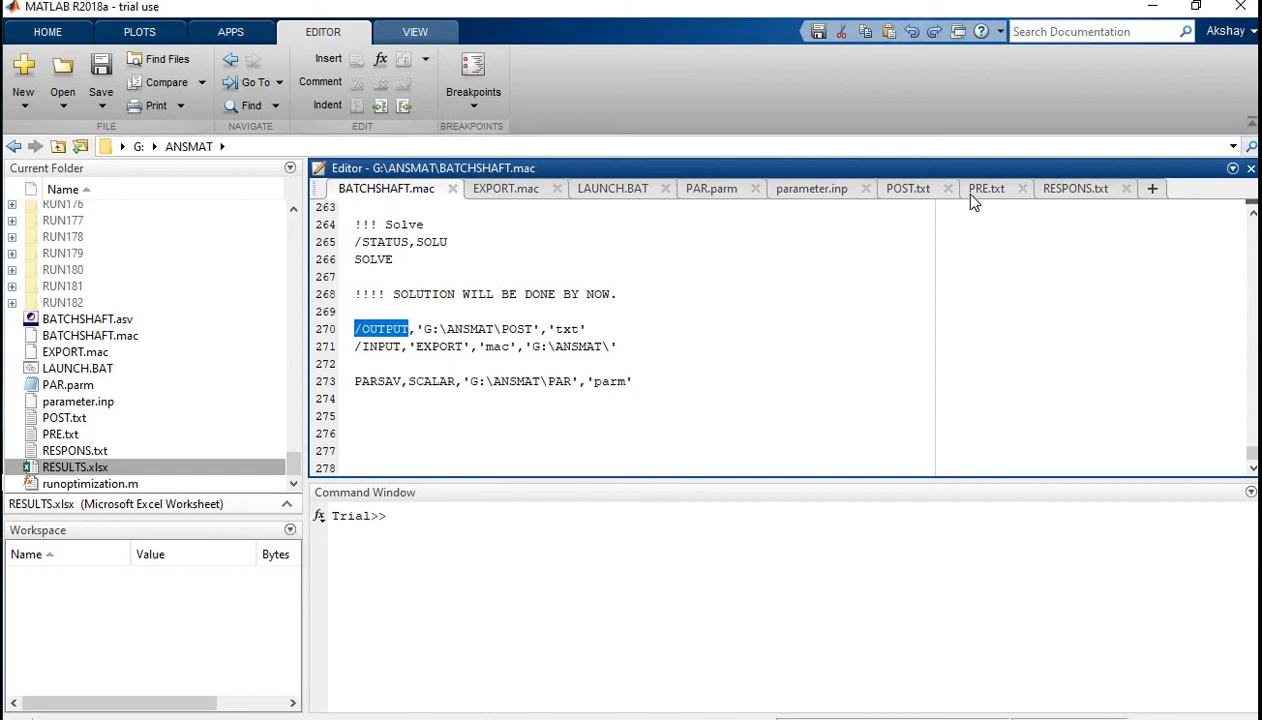 MATLAB R2018a - trial use
HOME PLOTS APPS EDITOR VIEW
Search Documentation Akshay
New Open Save
Find Files
Compare
Print
FILE
Go To
Find
NAVIGATE
Insert fx
Comment
Indent
EDIT
Breakpoints
BREAKPOINTS
G: ANSMAT
Current Folder
Name
RUN176
RUN177
RUN178
RUN179
RUN180
RUN181
RUN182
BATCHSHAFT.asv
BATCHSHAFT.mac
EXPORT.mac
LAUNCH.BAT
PAR.parm
parameter.inp
POST.txt
PRE.txt
RESPONS.txt
RESULTS.xlsx
runoptimization.m
RESULTS.xlsx (Microsoft Excel Worksheet)
Workspace
Name Value Bytes
Editor - G:\ANSMAT\BATCHSHAFT.mac
BATCHSHAFT.mac EXPORT.mac LAUNCH.BAT PAR.parm parameter.inp POST.txt PRE.txt RESPONS.txt
263
264 !!! Solve
265 /STATUS,SOLU
266 SOLVE
267
268 !!!! SOLUTION WILL BE DONE BY NOW.
269
270 /OUTPUT,'G:\ANSMAT\POST','txt'
271 /INPUT,'EXPORT','mac','G:\ANSMAT\'
272
273 PARSAV,SCALAR,'G:\ANSMAT\PAR','parm'
274
275
276
277
278
Command Window
fx Trial>>